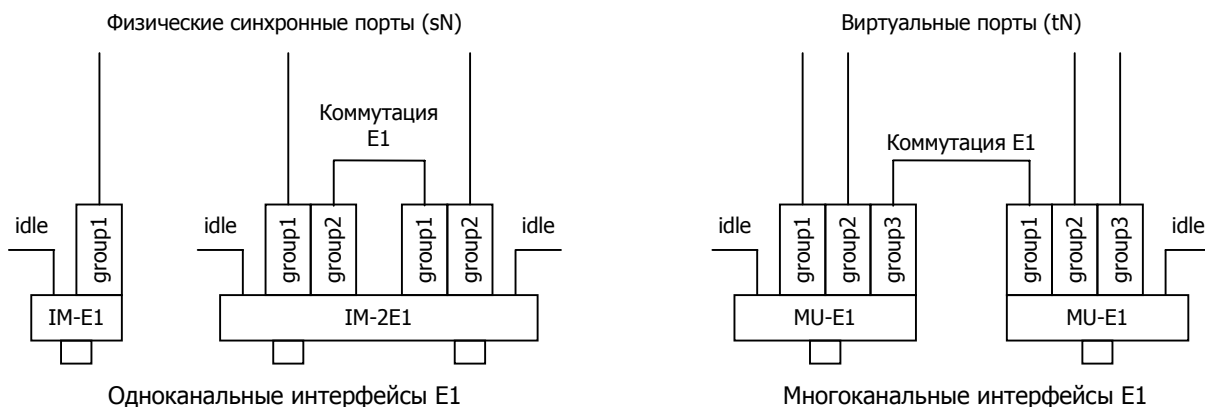 Физические синхронные порты (sN)
Виртуальные порты (tN)
Коммутация
E1
Коммутация E1
idle
group1
idle
group1
group2
group1
group2
idle
idle
group1
group2
group3
group1
group2
group3
idle
IM-E1
IM-2E1
MU-E1
MU-E1
Одноканальные интерфейсы E1
Многоканальные интерфейсы E1